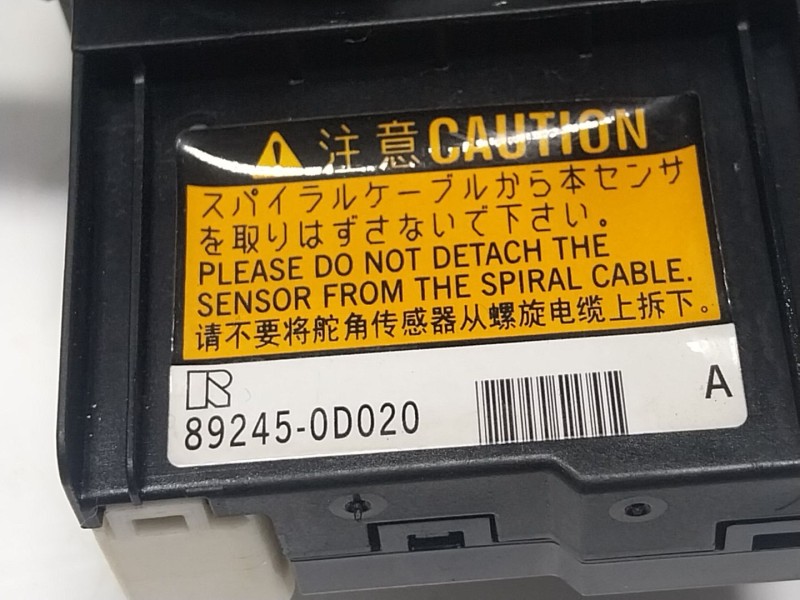 注意 CAUTION
スパイラルケーブルから本センサ
を取りはずさないで下さい。
PLEASE DO NOT DETACH THE
SENSOR FROM THE SPIRAL CABLE.
请不要将舵角传感器从螺旋电缆上拆下。
R
A
89245-0D020